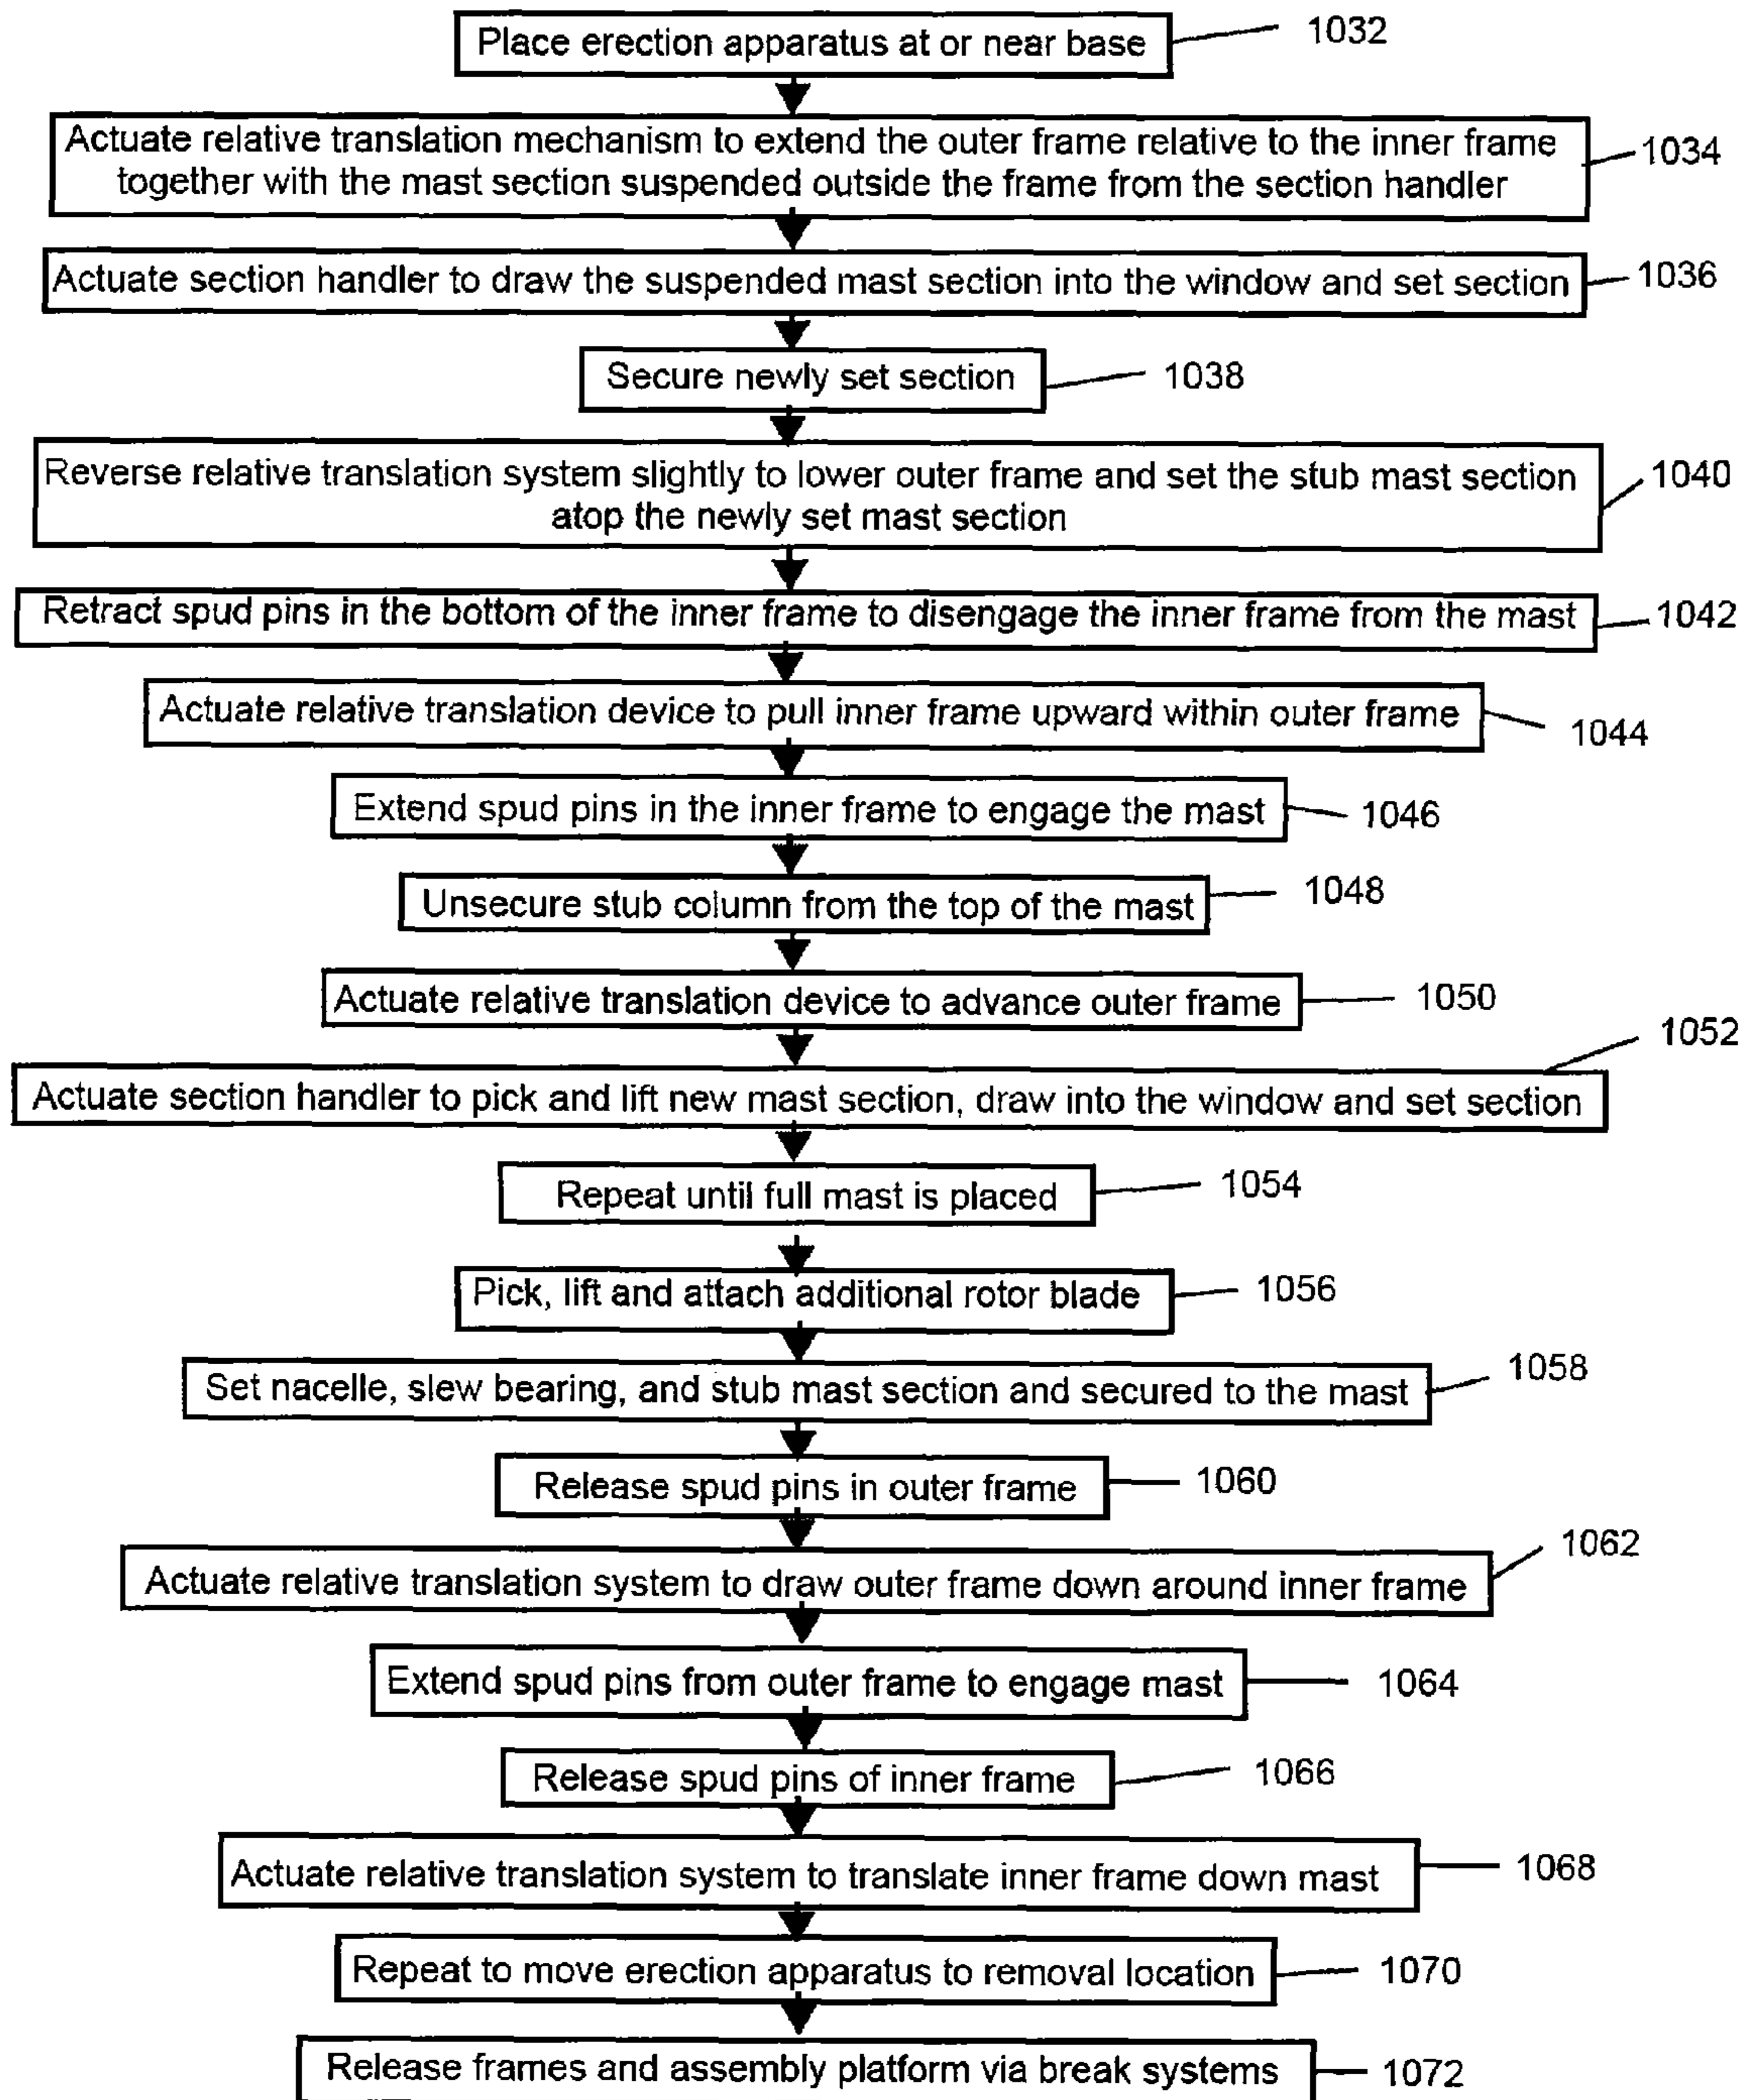 Place erection apparatus at or near base
1032
Actuate relative translation mechanism to extend the outer frame relative to the inner frame
together with the mast section suspended outside the frame from the section handler
1034
Actuate section handler to draw the suspended mast section into the window and set section
1036
Secure newly set section
1038
Reverse relative translation system slightly to lower outer frame and set the stub mast section
atop the newly set mast section
1040
Retract spud pins in the bottom of the inner frame to disengage the inner frame from the mast
1042
Actuate relative translation device to pull inner frame upward within outer frame
1044
Extend spud pins in the inner frame to engage the mast
1046
Unsecure stub column from the top of the mast
1048
Actuate relative translation device to advance outer frame
1050
Actuate section handler to pick and lift new mast section, draw into the window and set section
1052
Repeat until full mast is placed
1054
Pick, lift and attach additional rotor blade
1056
Set nacelle, slew bearing, and stub mast section and secured to the mast
1058
Release spud pins in outer frame
1060
Actuate relative translation system to draw outer frame down around inner frame
1062
Extend spud pins from outer frame to engage mast
1064
Release spud pins of inner frame
1066
Actuate relative translation system to translate inner frame down mast
1068
Repeat to move erection apparatus to removal location
1070
Release frames and assembly platform via break systems
1072